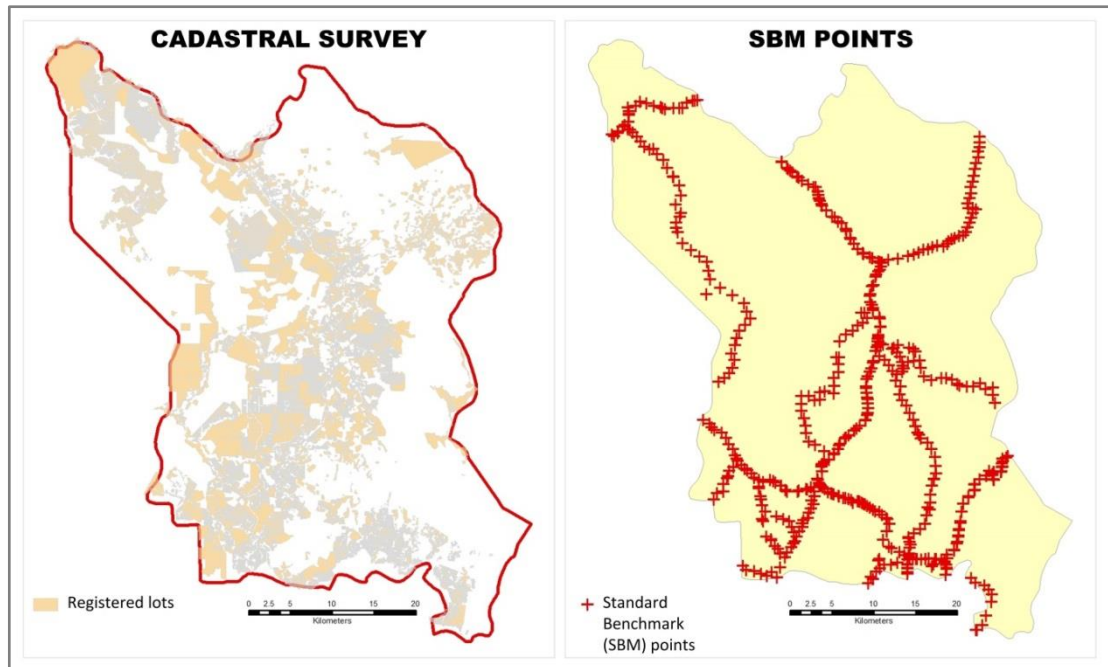 CADASTRAL SURVEY
Registered lots
0 2.5 5 10 15 20
Kilometers
SBM POINTS
Standard
Benchmark
(SBM) points
0 2.5 5 10 15 20
Kilometers